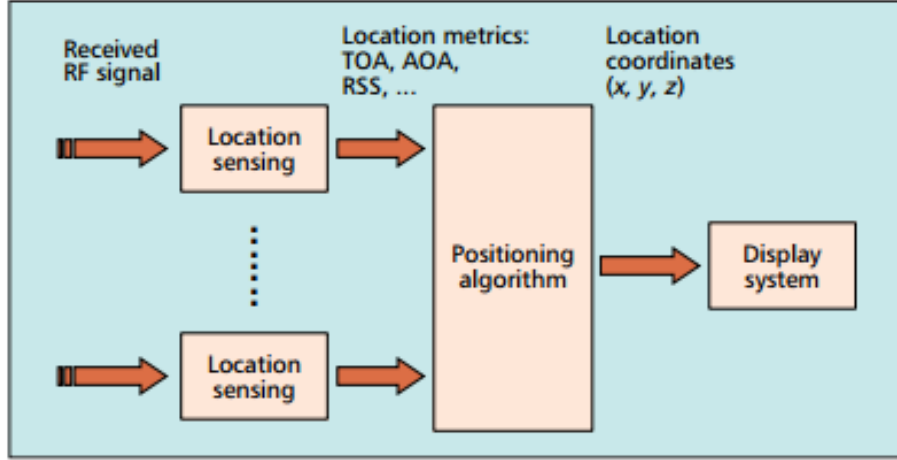 Received
RF signal
Location metrics:
TOA, AOA,
RSS, ...
Location
coordinates
(x, y, z)
Location
sensing
Positioning
algorithm
Display
system
Location
sensing